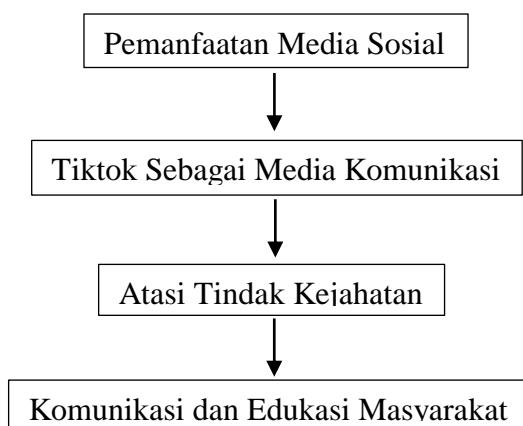 Pemanfaatan Media Sosial
Tiktok Sebagai Media Komunikasi
Atasi Tindak Kejahatan
Komunikasi dan Edukasi Masyarakat